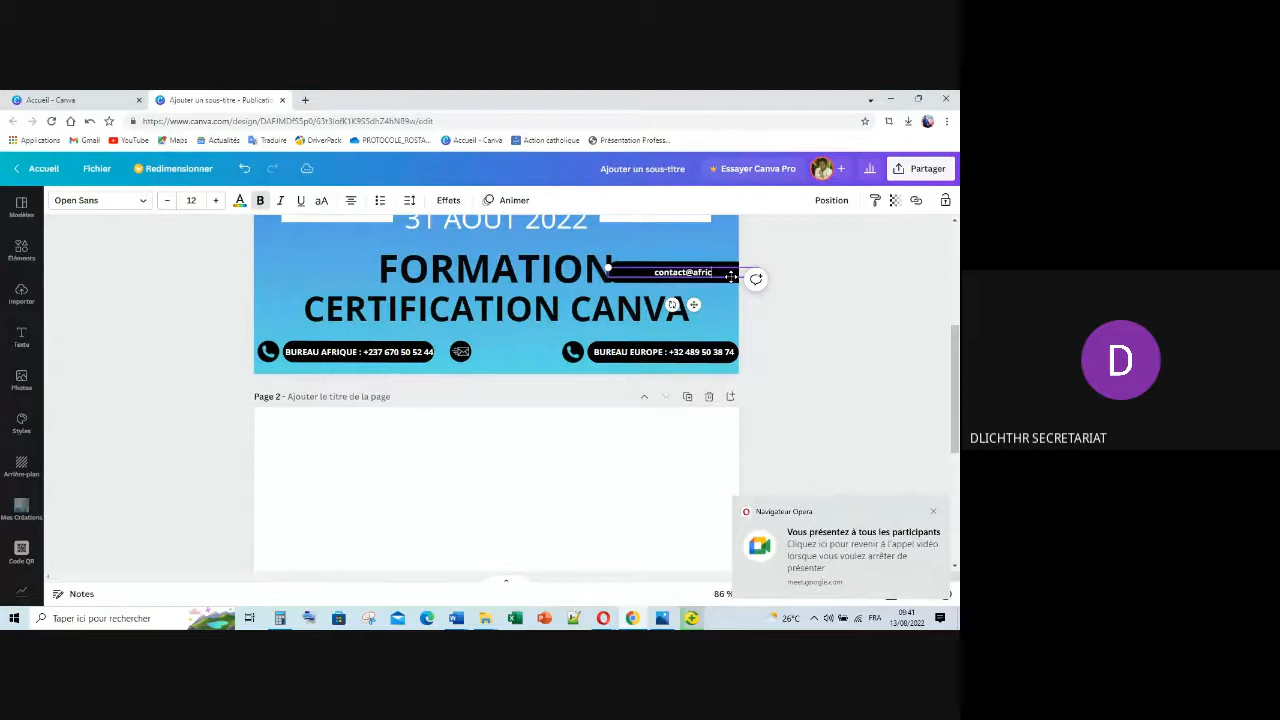 Accueil - Canva
Ajouter un sous-titre - Publicatio
https://www.canva.com/design/
/edit
Applications
Gmail
YouTube
Maps
Actualités
Traduire
DriverPack
PROTOCOLE_ROSTA...
Accueil - Canva
Action catholique
Présentation Profess...
Accueil
Fichier
Redimensionner
Ajouter un sous-titre
Essayer Canva Pro
Partager
Open Sans
12
A
B
I
U
aA
Effets
Animer
Position
Modèles
Éléments
Importer
Texte
Photos
Styles
Arrière-plan
Mes Créations
Code QR
31 AOUT 2022
FORMATION
contact@afric
CERTIFICATION CANVA
BUREAU AFRIQUE : +237 670 50 52 44
BUREAU EUROPE : +32 489 50 38 74
Page 2 - Ajouter le titre de la page
Navigateur Opera
Vous présentez à tous les participants
Cliquez ici pour revenir à l'appel vidéo
lorsque vous voulez arrêter de
présenter
meet.google.com
Notes
86 %
Taper ici pour rechercher
26°C
FRA
09:41
13/08/2022
D
DLICHTHR SECRETARIAT